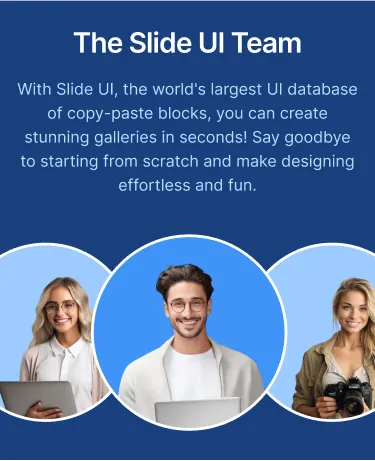 The Slide UI Team
With Slide UI, the world's largest UI database
of copy-paste blocks, you can create
stunning galleries in seconds! Say goodbye
to starting from scratch and make designing
effortless and fun.